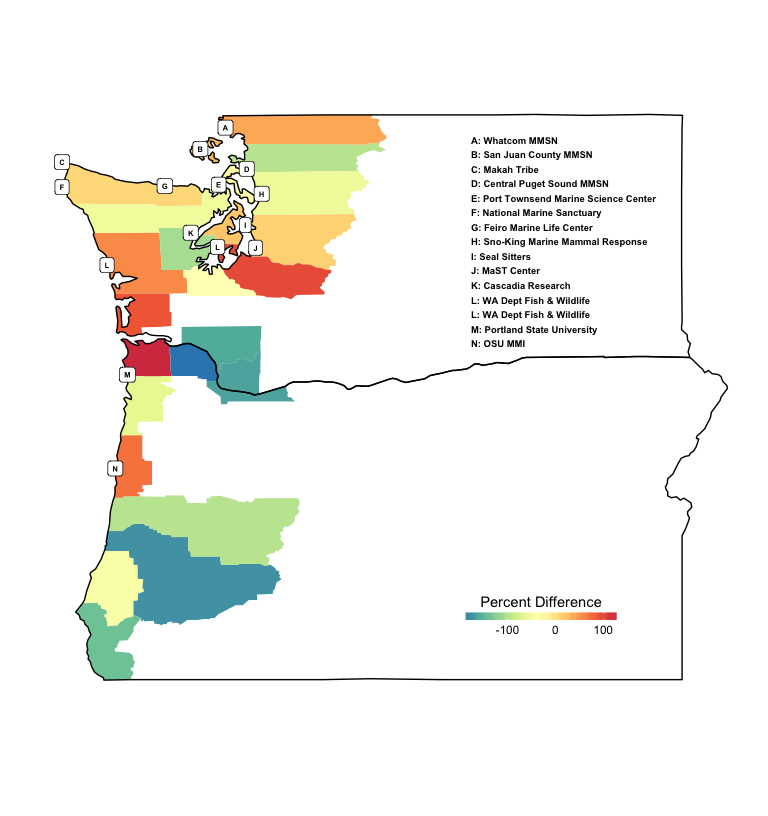 A
B
C
D
E
F
G
H
I
J
K
L
L
M
N
A: Whatcom MMSN
B: San Juan County MMSN
C: Makah Tribe
D: Central Puget Sound MMSN
E: Port Townsend Marine Science Center
F: National Marine Sanctuary
G: Feiro Marine Life Center
H: Sno-King Marine Mammal Response
I: Seal Sitters
J: MaST Center
K: Cascadia Research
L: WA Dept Fish & Wildlife
L: WA Dept Fish & Wildlife
M: Portland State University
N: OSU MMI
Percent Difference
-100 0 100